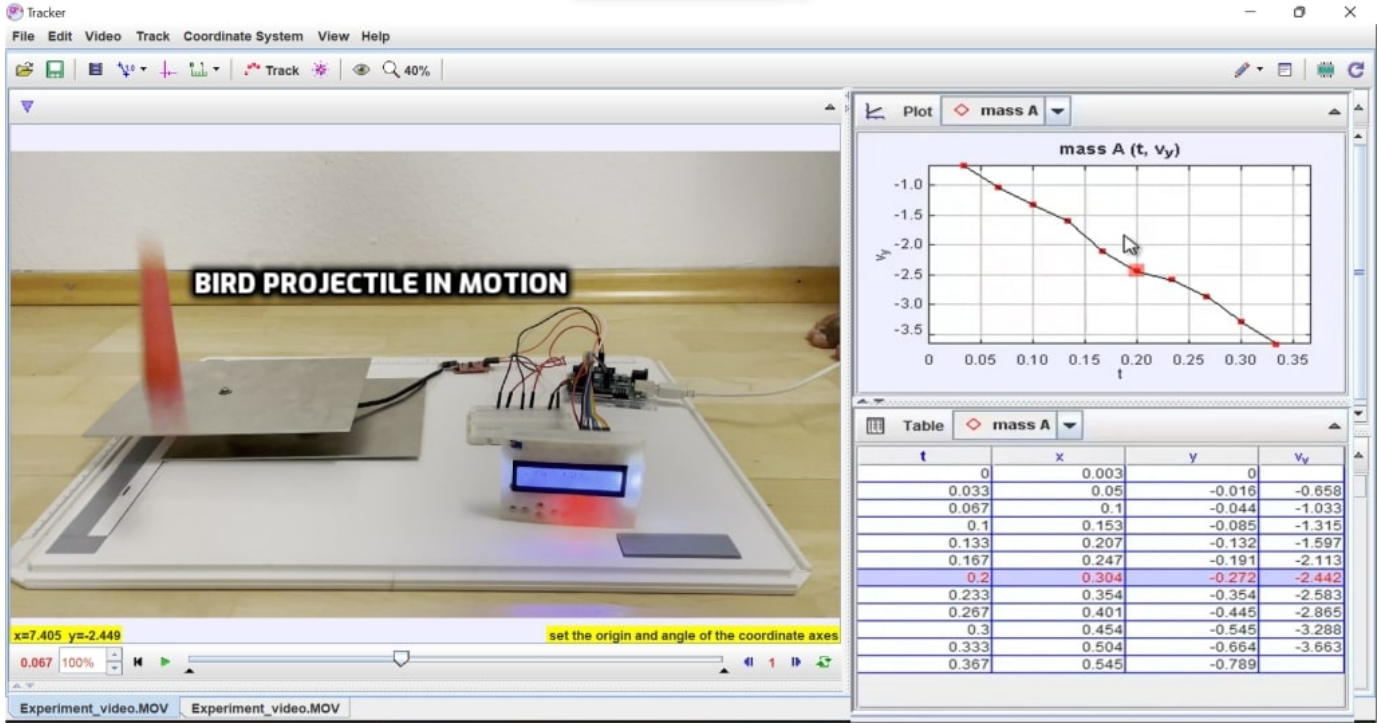 Tracker
File Edit Video Track Coordinate System View Help
Track 40%
Plot mass A
mass A (t, vy)
-1.0
-1.5
-2.0
-2.5
-3.0
-3.5
vy
0 0.05 0.10 0.15 0.20 0.25 0.30 0.35
t
BIRD PROJECTILE IN MOTION
Table mass A
t x y vy
0 0.003 0
0.033 0.05 -0.016 -0.658
0.067 0.1 -0.044 -1.033
0.1 0.153 -0.085 -1.315
0.133 0.207 -0.132 -1.597
0.167 0.247 -0.191 -2.113
0.2 0.304 -0.272 -2.442
0.233 0.354 -0.354 -2.583
0.267 0.401 -0.445 -2.865
0.3 0.454 -0.545 -3.288
0.333 0.504 -0.664 -3.663
0.367 0.545 -0.789
x=7.405 y=-2.449 set the origin and angle of the coordinate axes
0.067 100% 1
Experiment_video.MOV Experiment_video.MOV